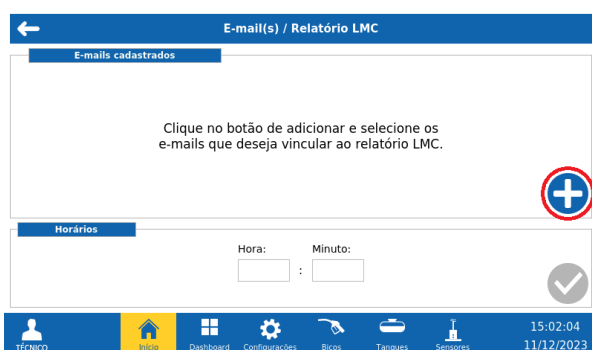 E-mail(s) / Relatório LMC
E-mails cadastrados
Clique no botão de adicionar e selecione os
e-mails que deseja vincular ao relatório LMC.
Horários
Hora: Minuto:
:
15:02:04
TÉCNICO Início Dashboard Configurações Bicos Tanques Sensores 11/12/2023